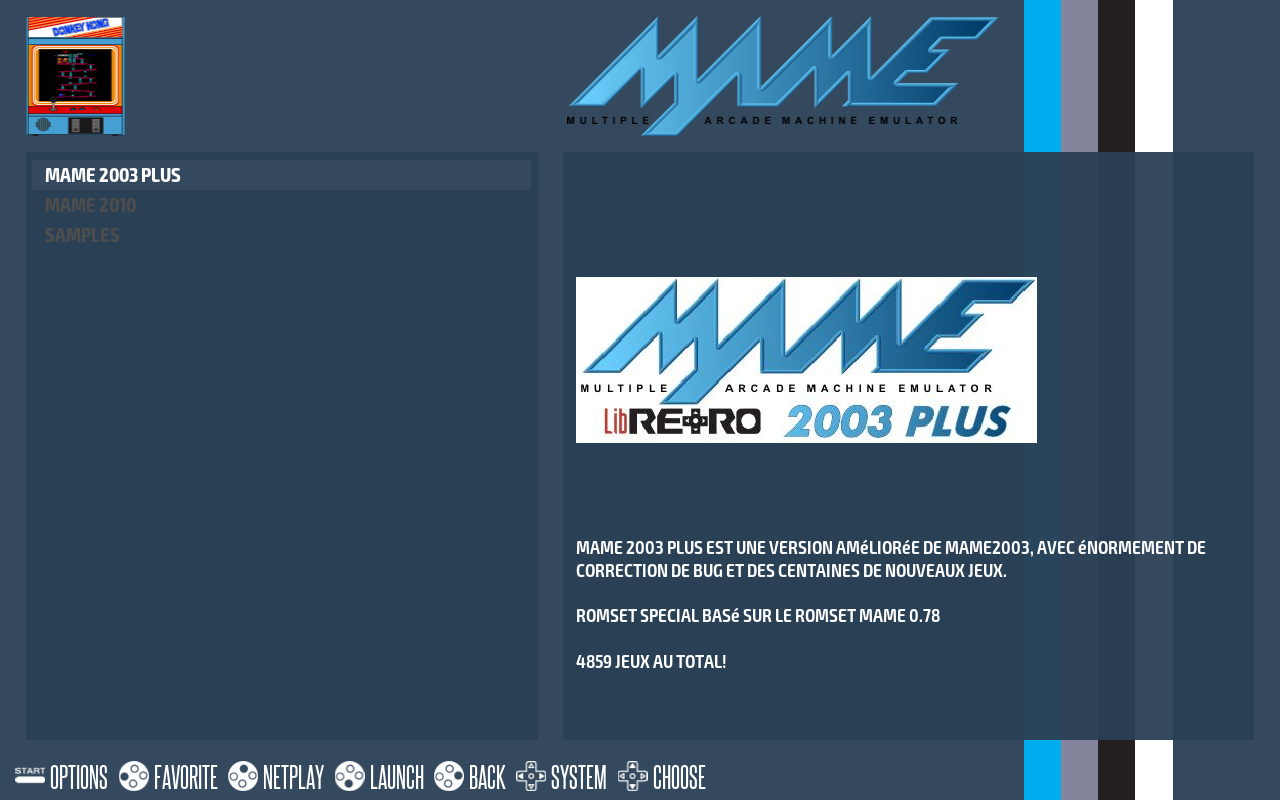 DONKEY KONG
MAME
MULTIPLE ARCADE MACHINE EMULATOR
MAME 2003 PLUS
MAME 2010
SAMPLES
MAME
MULTIPLE ARCADE MACHINE EMULATOR
LibRETRO 2003 PLUS
MAME 2003 PLUS EST UNE VERSION AMéLIORéE DE MAME2003, AVEC éNORMEMENT DE
CORRECTION DE BUG ET DES CENTAINES DE NOUVEAUX JEUX.
ROMSET SPECIAL BASé SUR LE ROMSET MAME 0.78
4859 JEUX AU TOTAL!
START OPTIONS FAVORITE NETPLAY LAUNCH BACK SYSTEM CHOOSE